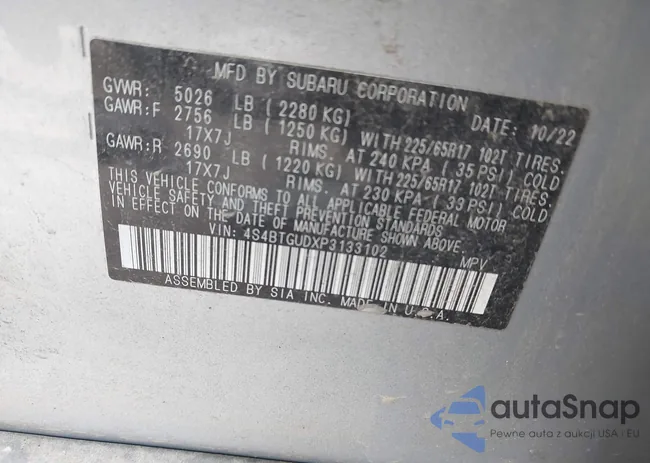 MFD BY SUBARU CORPORATION
GVWR: 5026 LB ( 2280 KG) DATE: 10/22
GAWR:F 2756 LB ( 1250 KG) WITH 225/65R17 102T TIRES.
17X7J RIMS. AT 240 KPA ( 35 PSI) COLD
GAWR:R 2690 LB ( 1220 KG) WITH 225/65R17 102T TIRES.
17X7J RIMS. AT 230 KPA ( 33 PSI) COLD
THIS VEHICLE CONFORMS TO ALL APPLICABLE FEDERAL MOTOR
VEHICLE SAFETY AND THEFT PREVENTION STANDARDS
IN EFFECT ON THE DATE OF MANUFACTURE SHOWN ABOVE.
VIN: 4S4BTGUDXP3133102 MPV
ASSEMBLED BY SIA INC. MADE IN U.S.A.
autaSnap
Pewne auta z aukcji USA i EU